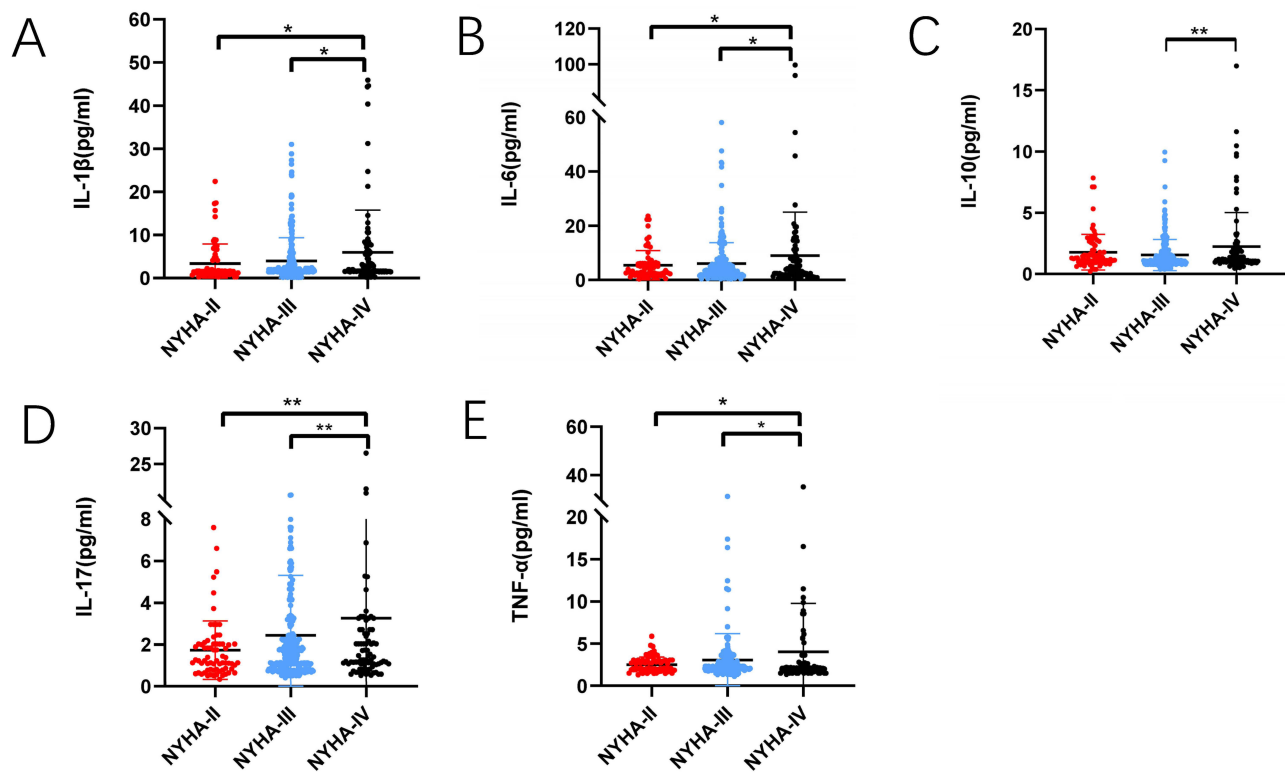 A
IL-1β(pg/ml)
60
50
40
30
20
10
0
*
*
NYHA-II
NYHA-III
NYHA-IV
B
IL-6(pg/ml)
120
100
80
60
40
20
0
*
*
NYHA-II
NYHA-III
NYHA-IV
C
IL-10(pg/ml)
20
15
10
5
0
**
NYHA-II
NYHA-III
NYHA-IV
D
IL-17(pg/ml)
30
25
8
6
4
2
0
**
**
NYHA-II
NYHA-III
NYHA-IV
E
TNF-α(pg/ml)
60
40
20
15
10
5
0
*
*
NYHA-II
NYHA-III
NYHA-IV